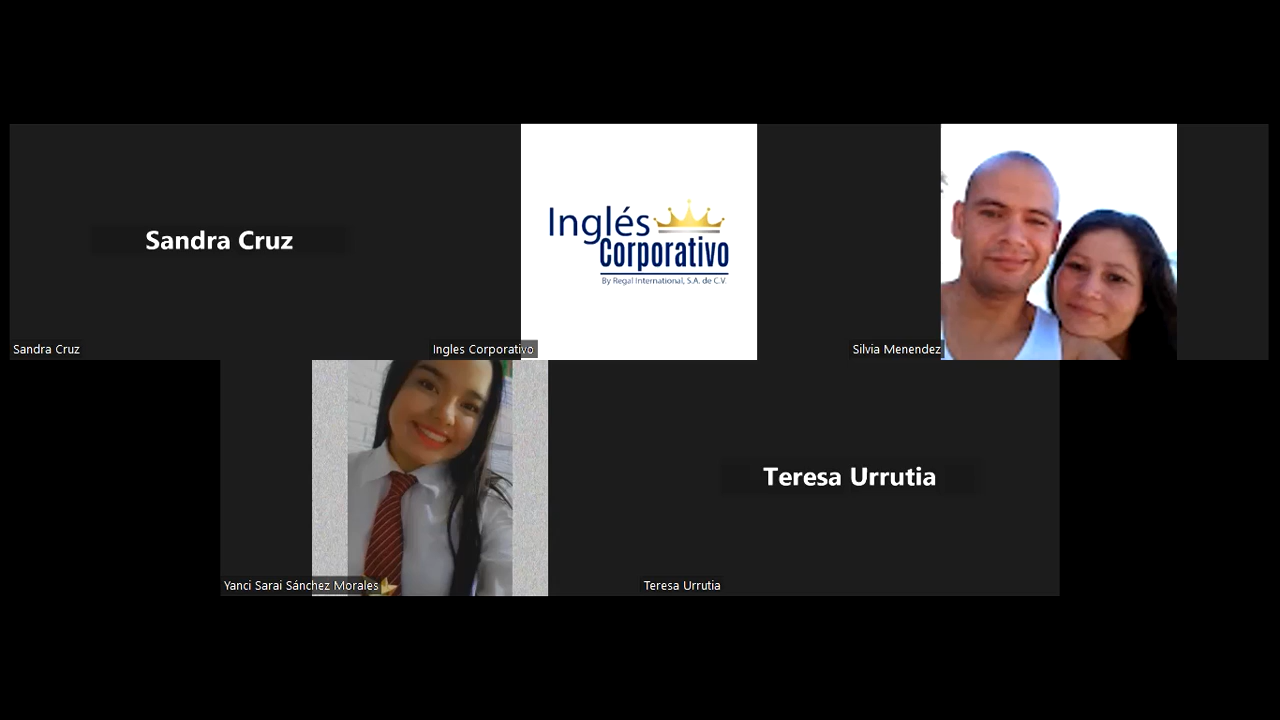 Sandra Cruz
Sandra Cruz
Inglés
Corporativo
By Regal International, S.A. de C.V.
Ingles Corporativo
Silvia Menendez
Yanci Sarai Sánchez Morales
Teresa Urrutia
Teresa Urrutia